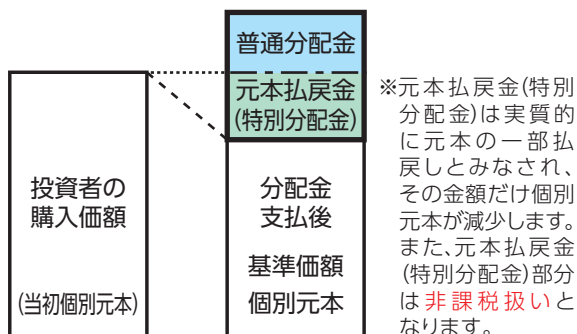 普通分配金
元本払戻金
(特別分配金)
投資者の
購入価額
(当初個別元本)
分配金
支払後
基準価額
個別元本
※元本払戻金(特別
分配金)は実質的
に元本の一部払
戻しとみなされ、
その金額だけ個別
元本が減少します。
また、元本払戻金
(特別分配金)部分
は非課税扱いと
なります。